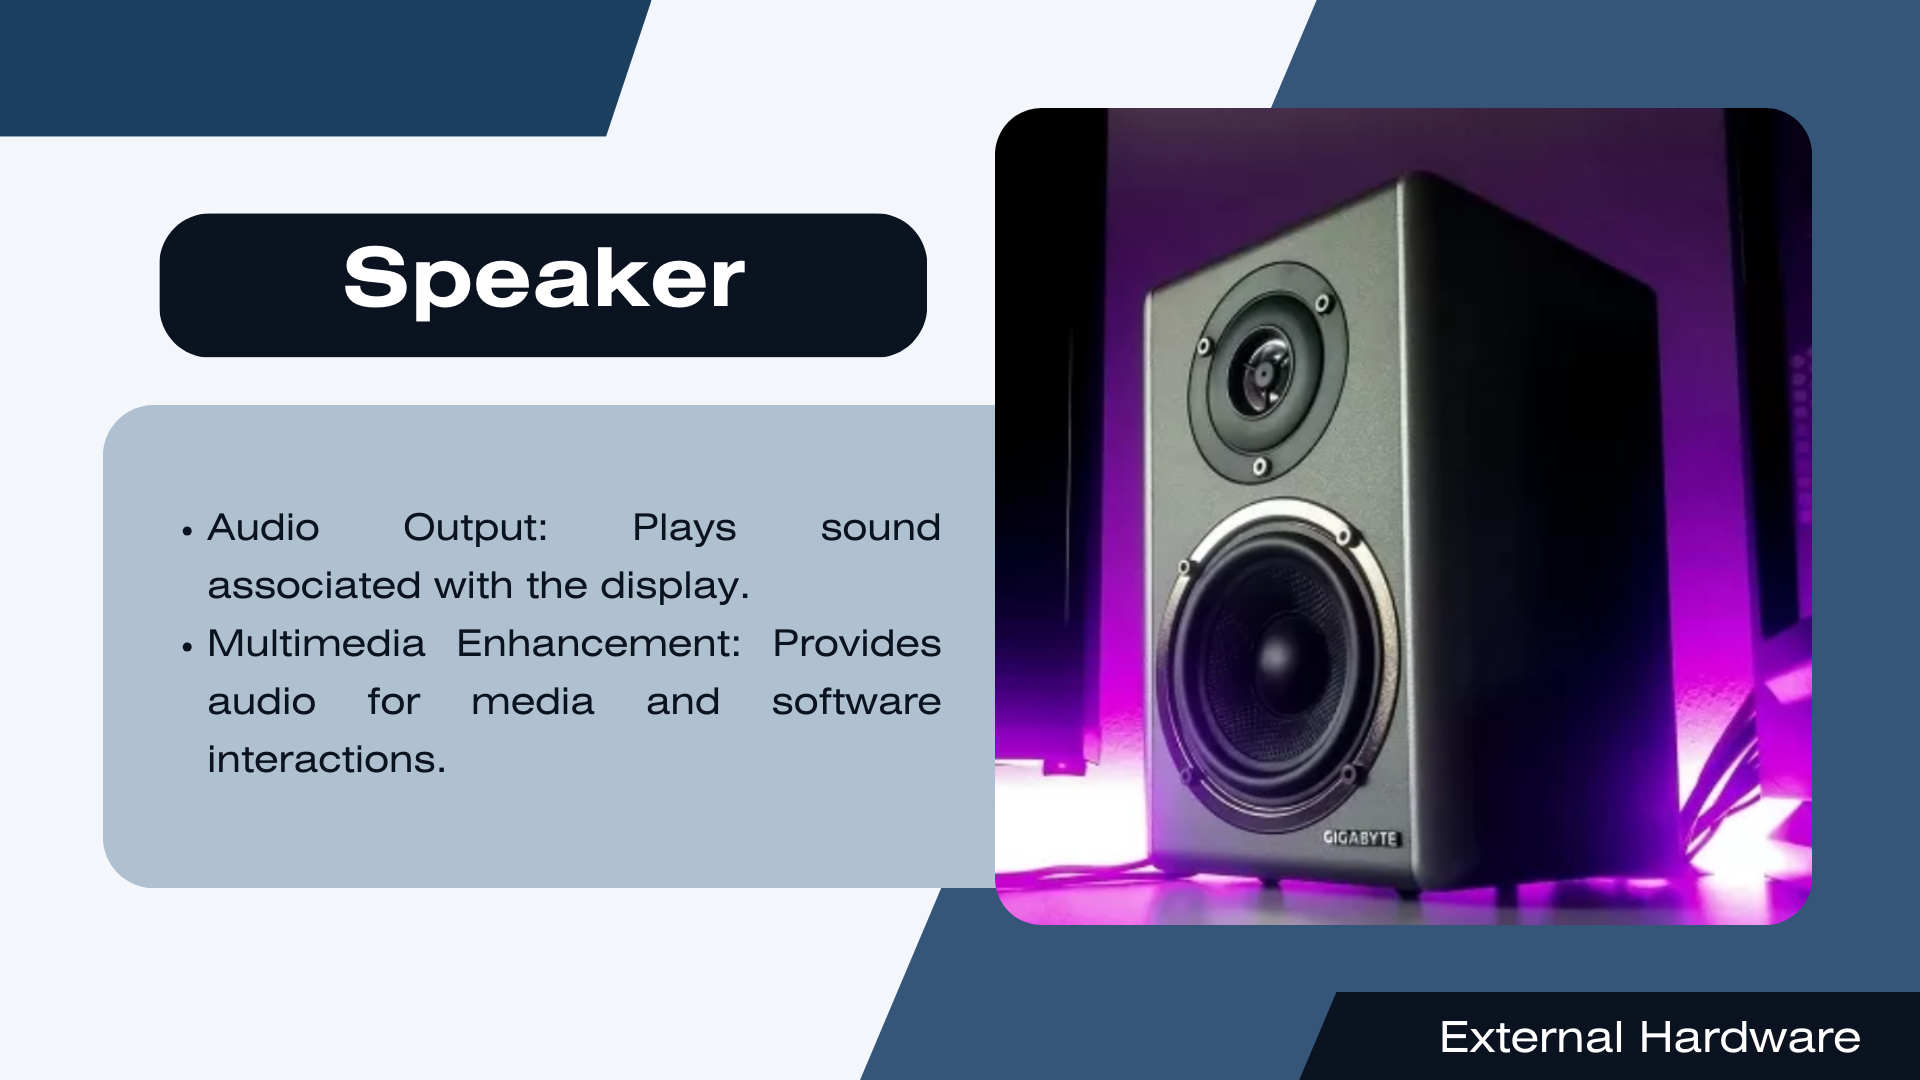 Speaker
• Audio Output: Plays sound
associated with the display.
• Multimedia Enhancement: Provides
audio for media and software
interactions.
GIGABYTE
External Hardware